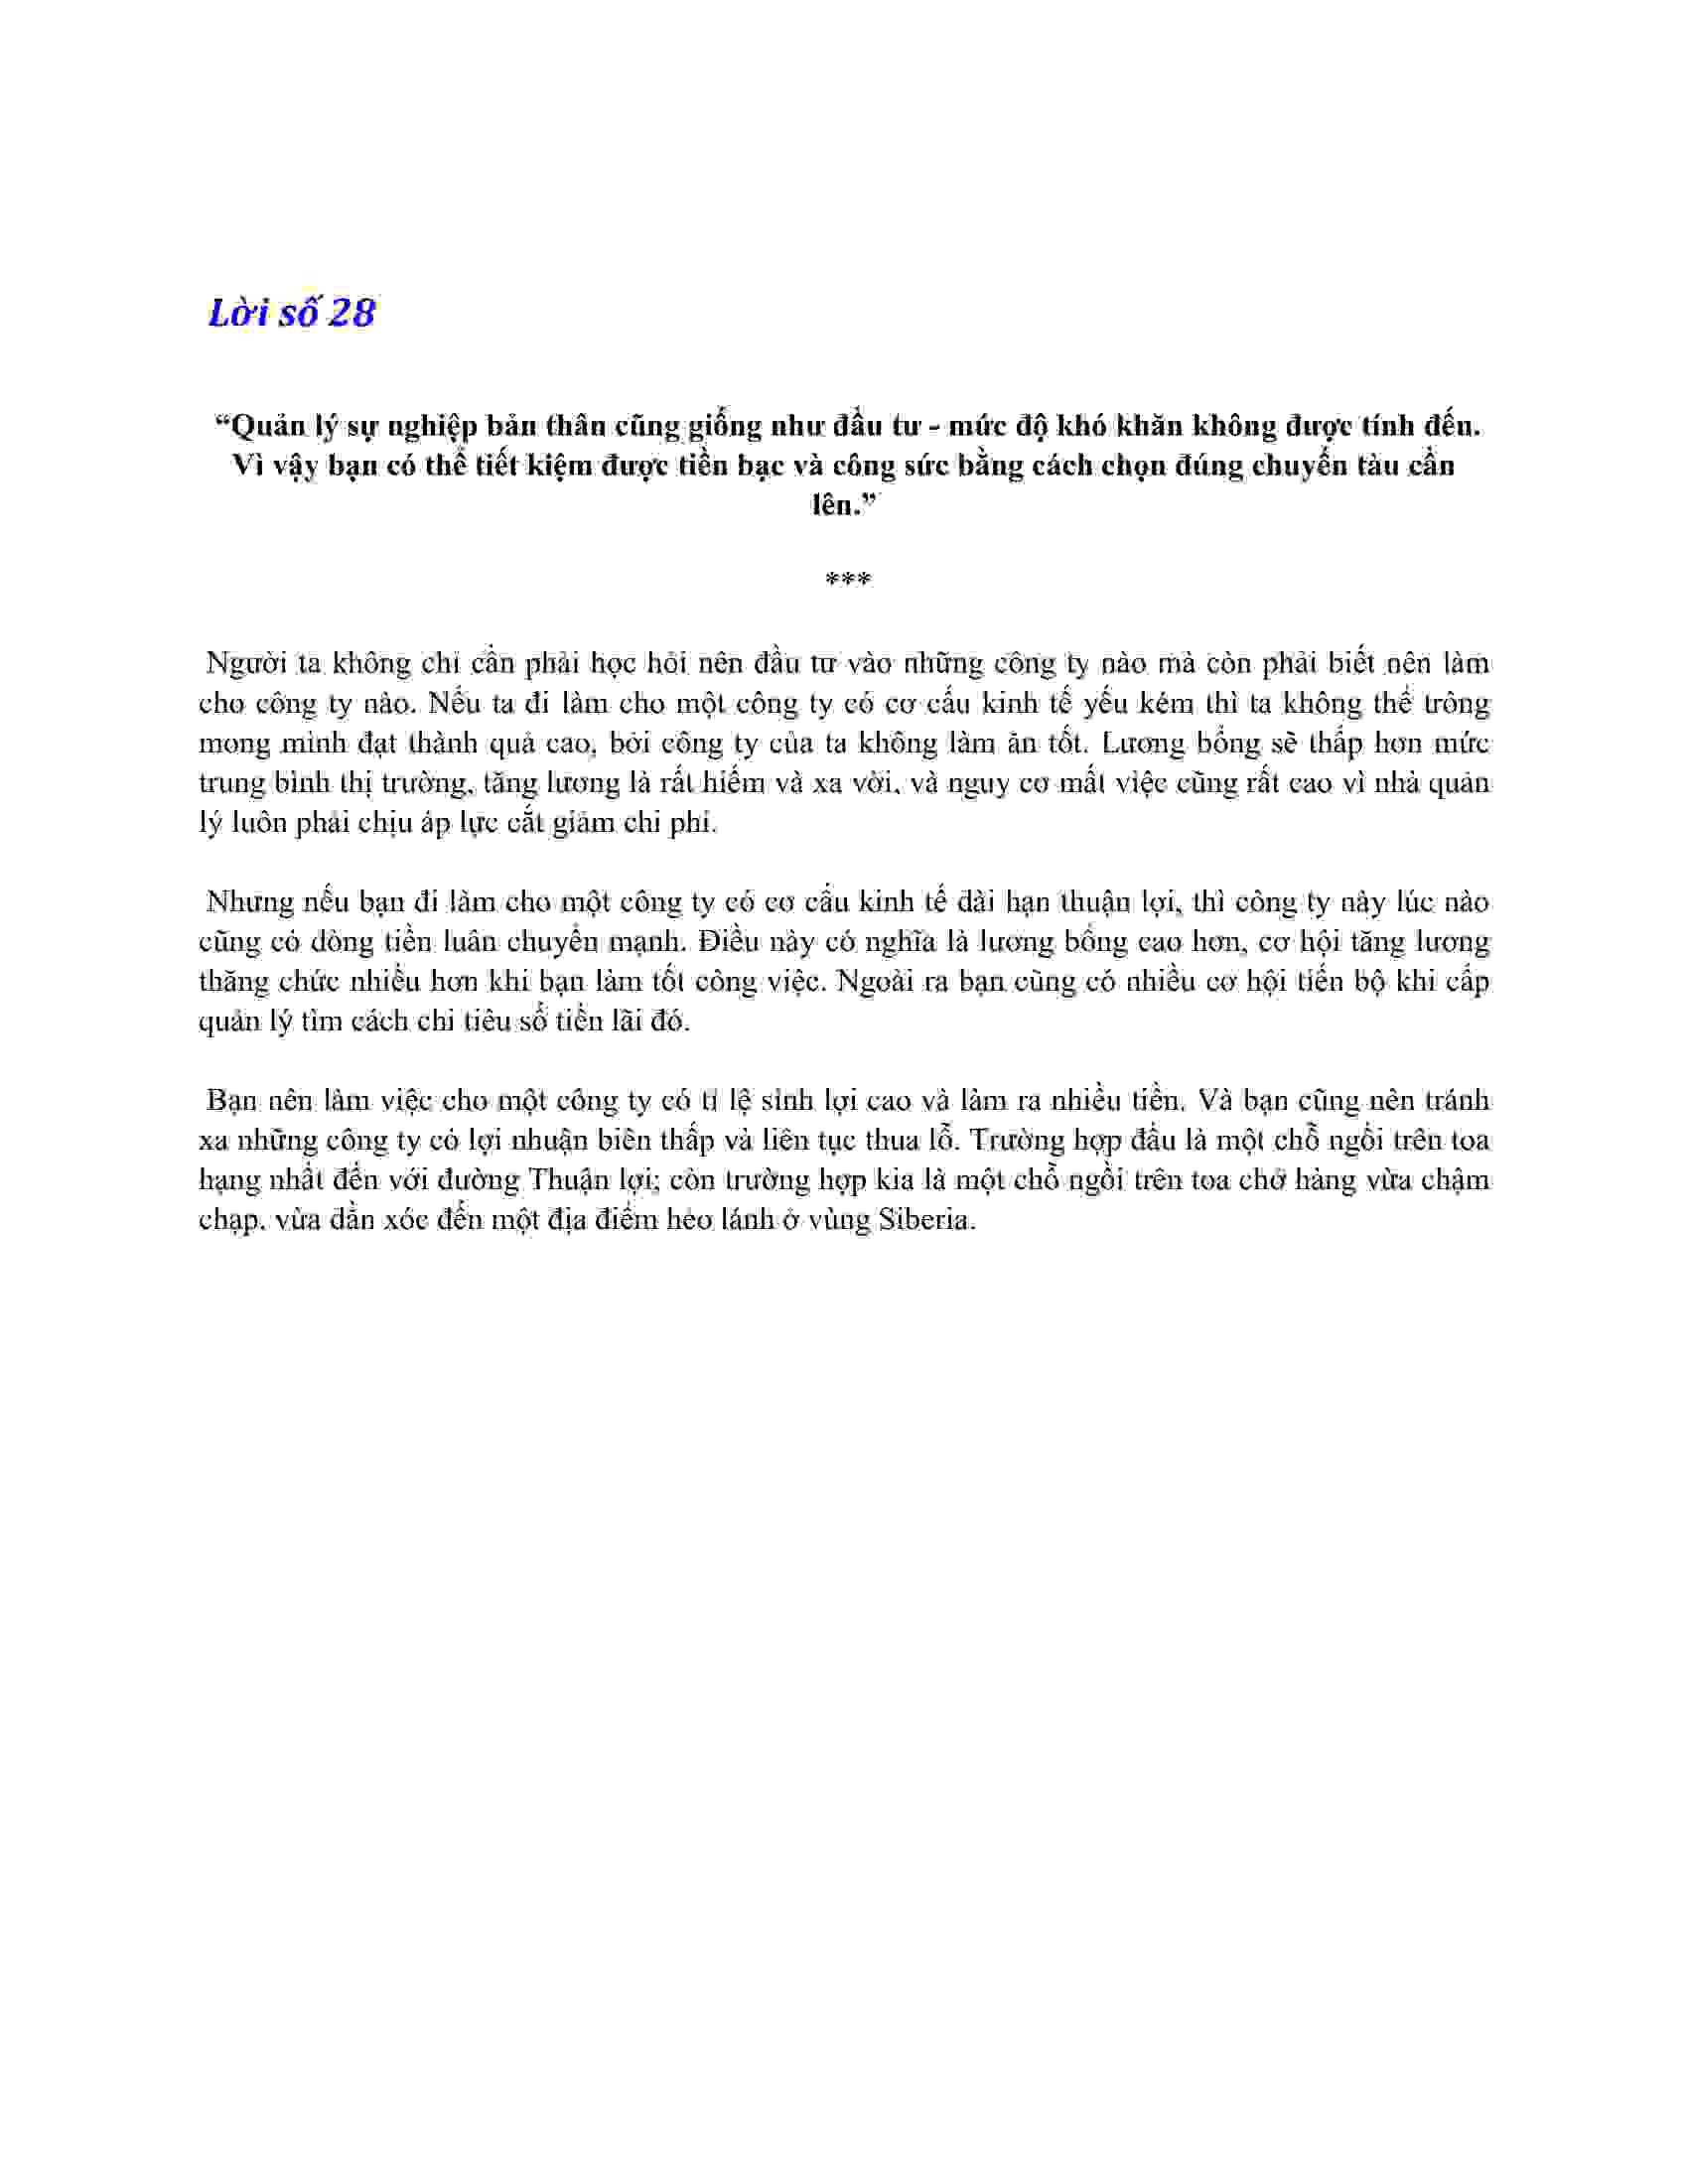 Lời số 28
“Quản lý sự nghiệp bản thân cũng giống như đầu tư - mức độ khó khăn không được tính đến.
Vì vậy bạn có thể tiết kiệm được tiền bạc và công sức bằng cách chọn đúng chuyến tàu cần
lên.”
***
Người ta không chỉ cần phải học hỏi nên đầu tư vào những công ty nào mà còn phải biết nên làm
cho công ty nào. Nếu ta đi làm cho một công ty có cơ cấu kinh tế yếu kém thì ta không thể trông
mong mình đạt thành quả cao, bởi công ty của ta không làm ăn tốt. Lương bổng sẽ thấp hơn mức
trung bình thị trường, tăng lương là rất hiếm và xa vời, và nguy cơ mất việc cũng rất cao vì nhà quản
lý luôn phải chịu áp lực cắt giảm chi phí.
Nhưng nếu bạn đi làm cho một công ty có cơ cấu kinh tế dài hạn thuận lợi, thì công ty này lúc nào
cũng có dòng tiền luân chuyển mạnh. Điều này có nghĩa là lương bổng cao hơn, cơ hội tăng lương
thăng chức nhiều hơn khi bạn làm tốt công việc. Ngoài ra bạn cũng có nhiều cơ hội tiến bộ khi cấp
quản lý tìm cách chi tiêu số tiền lãi đó.
Bạn nên làm việc cho một công ty có tỉ lệ sinh lợi cao và làm ra nhiều tiền. Và bạn cũng nên tránh
xa những công ty có lợi nhuận biên thấp và liên tục thua lỗ. Trường hợp đầu là một chỗ ngồi trên toa
hạng nhất đến với đường Thuận lợi; còn trường hợp kia là một chỗ ngồi trên toa chở hàng vừa chậm
chạp, vừa dằn xóc đến một địa điểm hẻo lánh ở vùng Siberia.